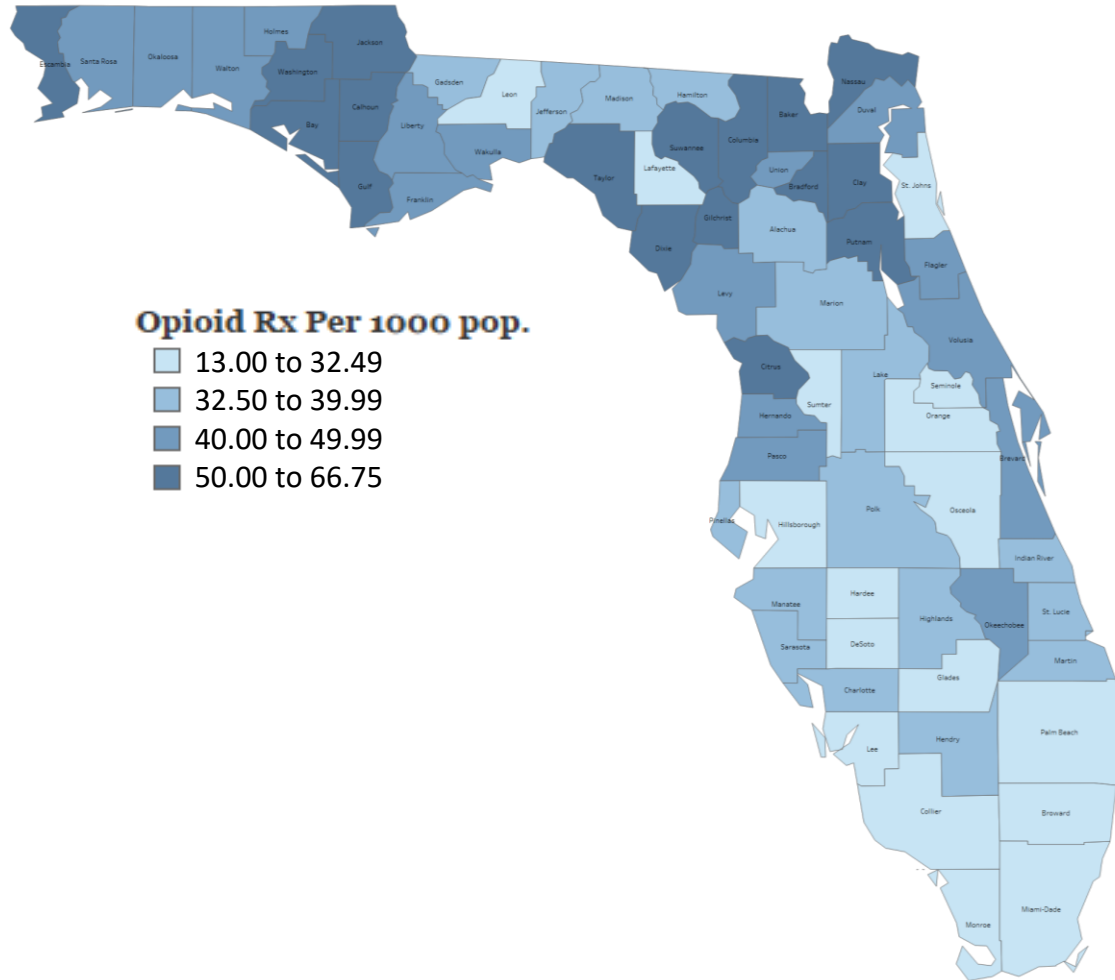 Holmes
Jackson
Escambia
Santa Rosa
Okaloosa
Walton
Washington
Gadsden
Leon
Jefferson
Madison
Hamilton
Nassau
Calhoun
Bay
Liberty
Wakulla
Suwannee
Columbia
Baker
Duval
Gulf
Franklin
Taylor
Lafayette
Union
Bradford
Clay
St. Johns
Dixie
Gilchrist
Alachua
Putnam
Flagler
Levy
Marion
Volusia
Opioid Rx Per 1000 pop.
13.00 to 32.49
32.50 to 39.99
40.00 to 49.99
50.00 to 66.75
Citrus
Sumter
Lake
Seminole
Hernando
Orange
Pasco
Brevard
Pinellas
Hillsborough
Polk
Osceola
Indian River
Manatee
Hardee
Highlands
Okeechobee
St. Lucie
Sarasota
DeSoto
Martin
Charlotte
Glades
Lee
Hendry
Palm Beach
Collier
Broward
Monroe
Miami-Dade